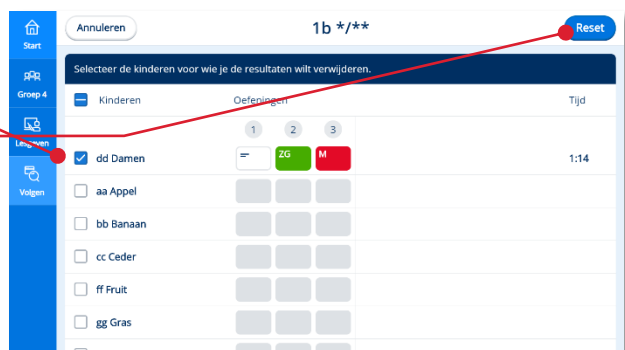 Start
Groep 4
Lesgeven
Volgen
Annuleren
1b */**
Reset
Selecteer de kinderen voor wie je de resultaten wilt verwijderen.
Kinderen
Oefeningen
Tijd
1 2 3
dd Damen
ZG
M
1:14
aa Appel
bb Banaan
cc Ceder
ff Fruit
gg Gras